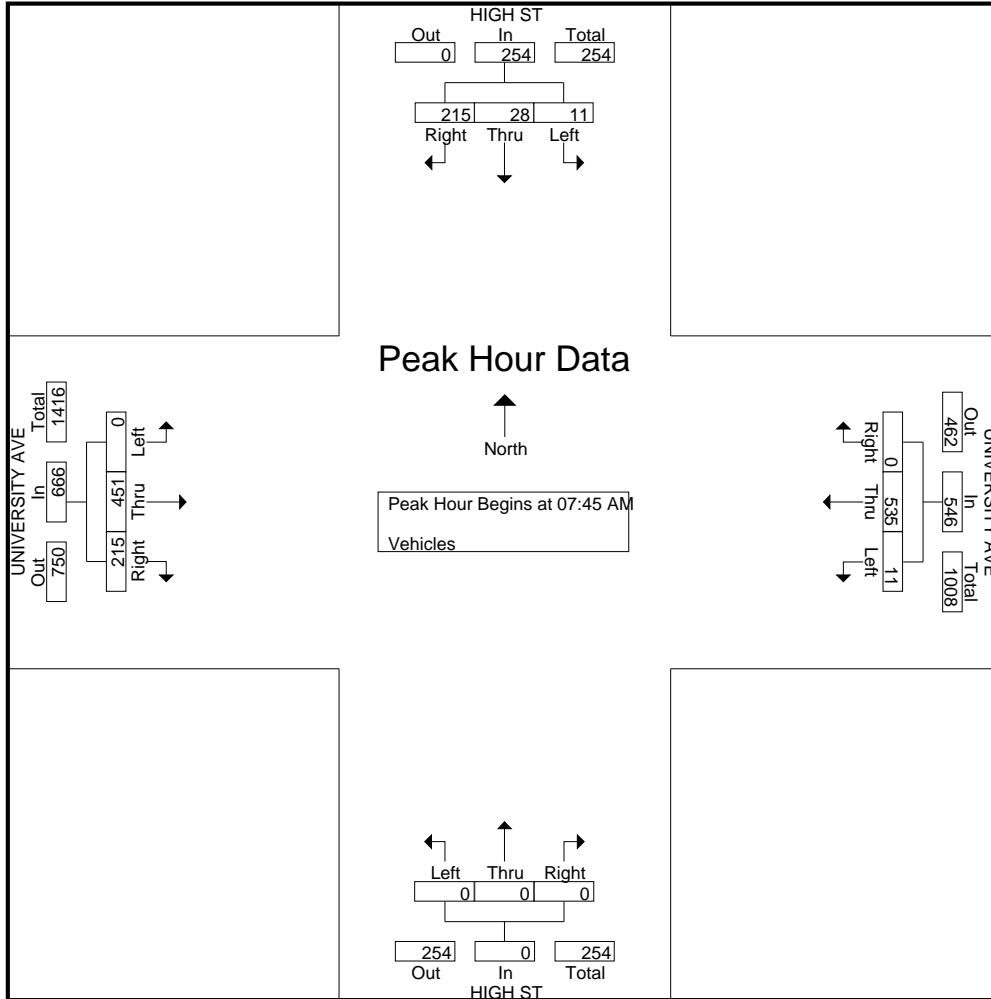 HIGH ST
Out In Total
0 254 254
215 28 11
Right Thru Left
Peak Hour Data
North
Peak Hour Begins at 07:45 AM
Vehicles
UNIVERSITY AVE
Out In Total
750 666 1416
0 451 215
Left Thru Right
UNIVERSITY AVE
Out In Total
462 546 1008
0 535 11
Right Thru Left
Left Thru Right
0 0 0
254 0 254
Out In Total
HIGH ST